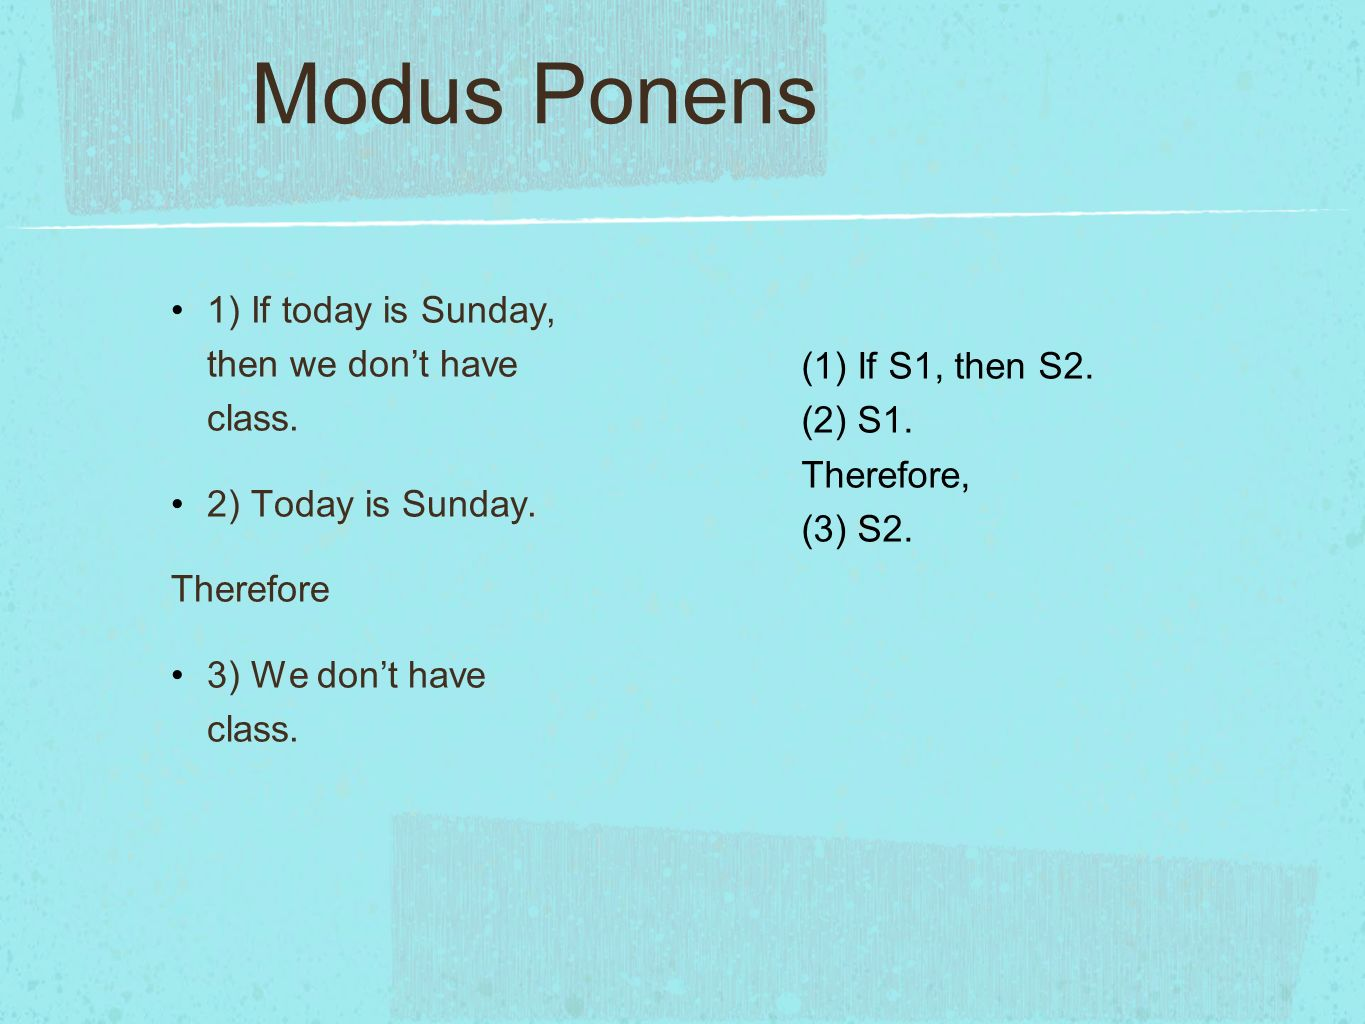 Modus Ponens
• 1) If today is Sunday,
then we don’t have
class.
• 2) Today is Sunday.
Therefore
• 3) We don’t have
class.
(1) If S1, then S2.
(2) S1.
Therefore,
(3) S2.